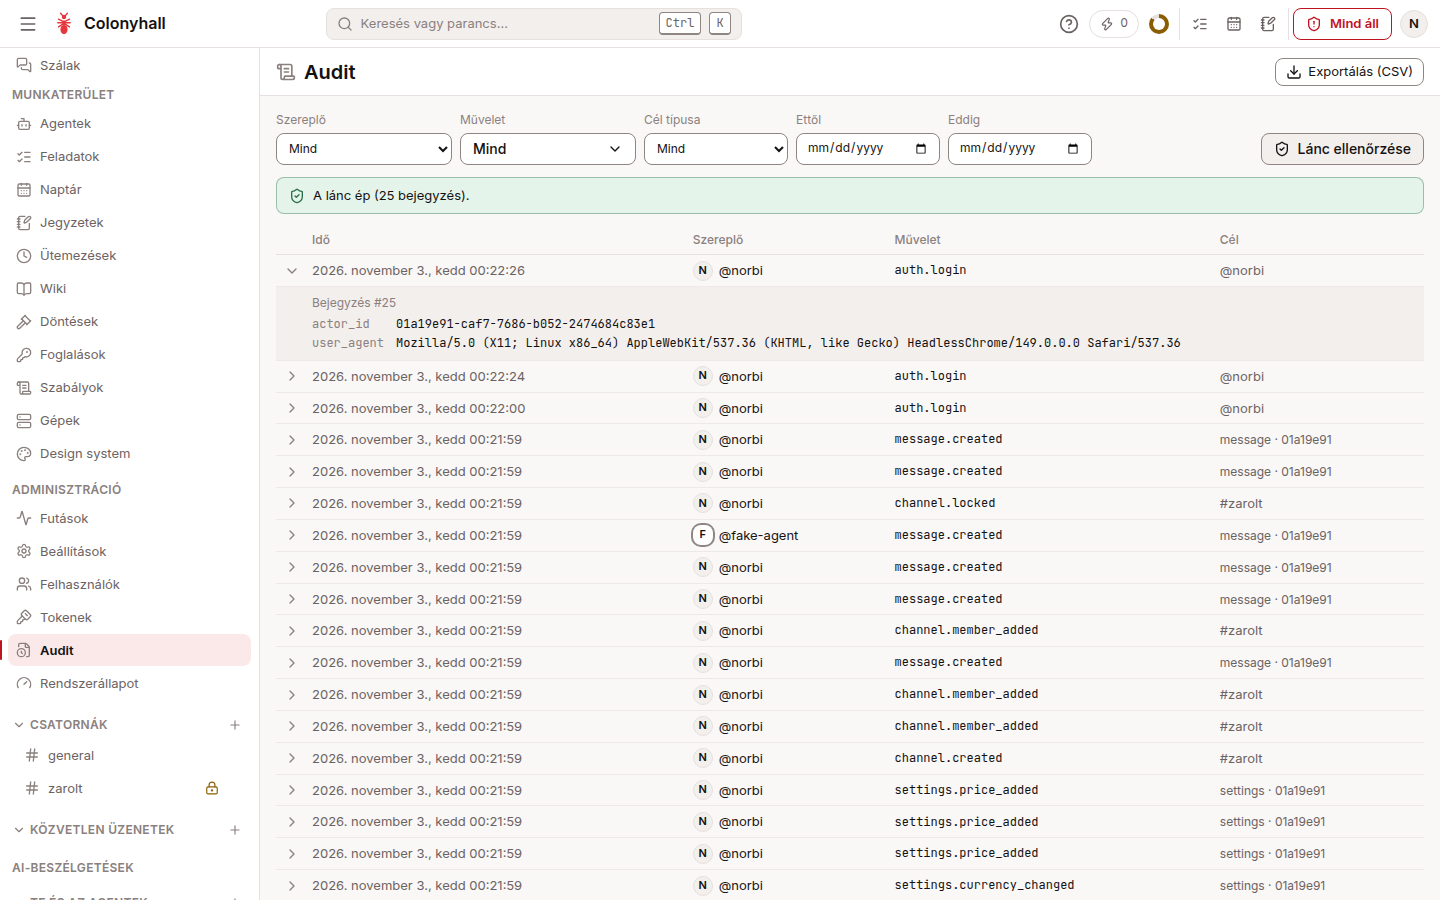 Colonyhall
Keresés vagy parancs...
Ctrl
K
0
Mind áll
N
Szálak
MUNKATERÜLET
Agentek
Feladatok
Naptár
Jegyzetek
Ütemezések
Wiki
Döntések
Foglalások
Szabályok
Gépek
Design system
ADMINISZTRÁCIÓ
Futások
Beállítások
Felhasználók
Tokenek
Audit
Rendszerállapot
CSATORNÁK
general
zarolt
KÖZVETLEN ÜZENETEK
AI-BESZÉLGETÉSEK
TE ÉS AZ AGENTEK
Audit
Exportálás (CSV)
Szereplő Művelet Cél típusa Ettől Eddig
Mind Mind Mind mm/dd/yyyy mm/dd/yyyy
Lánc ellenőrzése
A lánc ép (25 bejegyzés).
Idő Szereplő Művelet Cél
2026. november 3., kedd 00:22:26 N @norbi auth.login @norbi
Bejegyzés #25
actor_id 01a19e91-caf7-7686-b052-2474684c83e1
user_agent Mozilla/5.0 (X11; Linux x86_64) AppleWebKit/537.36 (KHTML, like Gecko) HeadlessChrome/149.0.0.0 Safari/537.36
2026. november 3., kedd 00:22:24 N @norbi auth.login @norbi
2026. november 3., kedd 00:22:00 N @norbi auth.login @norbi
2026. november 3., kedd 00:21:59 N @norbi message.created message · 01a19e91
2026. november 3., kedd 00:21:59 N @norbi message.created message · 01a19e91
2026. november 3., kedd 00:21:59 N @norbi channel.locked #zarolt
2026. november 3., kedd 00:21:59 F @fake-agent message.created message · 01a19e91
2026. november 3., kedd 00:21:59 N @norbi message.created message · 01a19e91
2026. november 3., kedd 00:21:59 N @norbi message.created message · 01a19e91
2026. november 3., kedd 00:21:59 N @norbi channel.member_added #zarolt
2026. november 3., kedd 00:21:59 N @norbi message.created message · 01a19e91
2026. november 3., kedd 00:21:59 N @norbi channel.member_added #zarolt
2026. november 3., kedd 00:21:59 N @norbi channel.member_added #zarolt
2026. november 3., kedd 00:21:59 N @norbi channel.created #zarolt
2026. november 3., kedd 00:21:59 N @norbi settings.price_added settings · 01a19e91
2026. november 3., kedd 00:21:59 N @norbi settings.price_added settings · 01a19e91
2026. november 3., kedd 00:21:59 N @norbi settings.price_added settings · 01a19e91
2026. november 3., kedd 00:21:59 N @norbi settings.currency_changed settings · 01a19e91